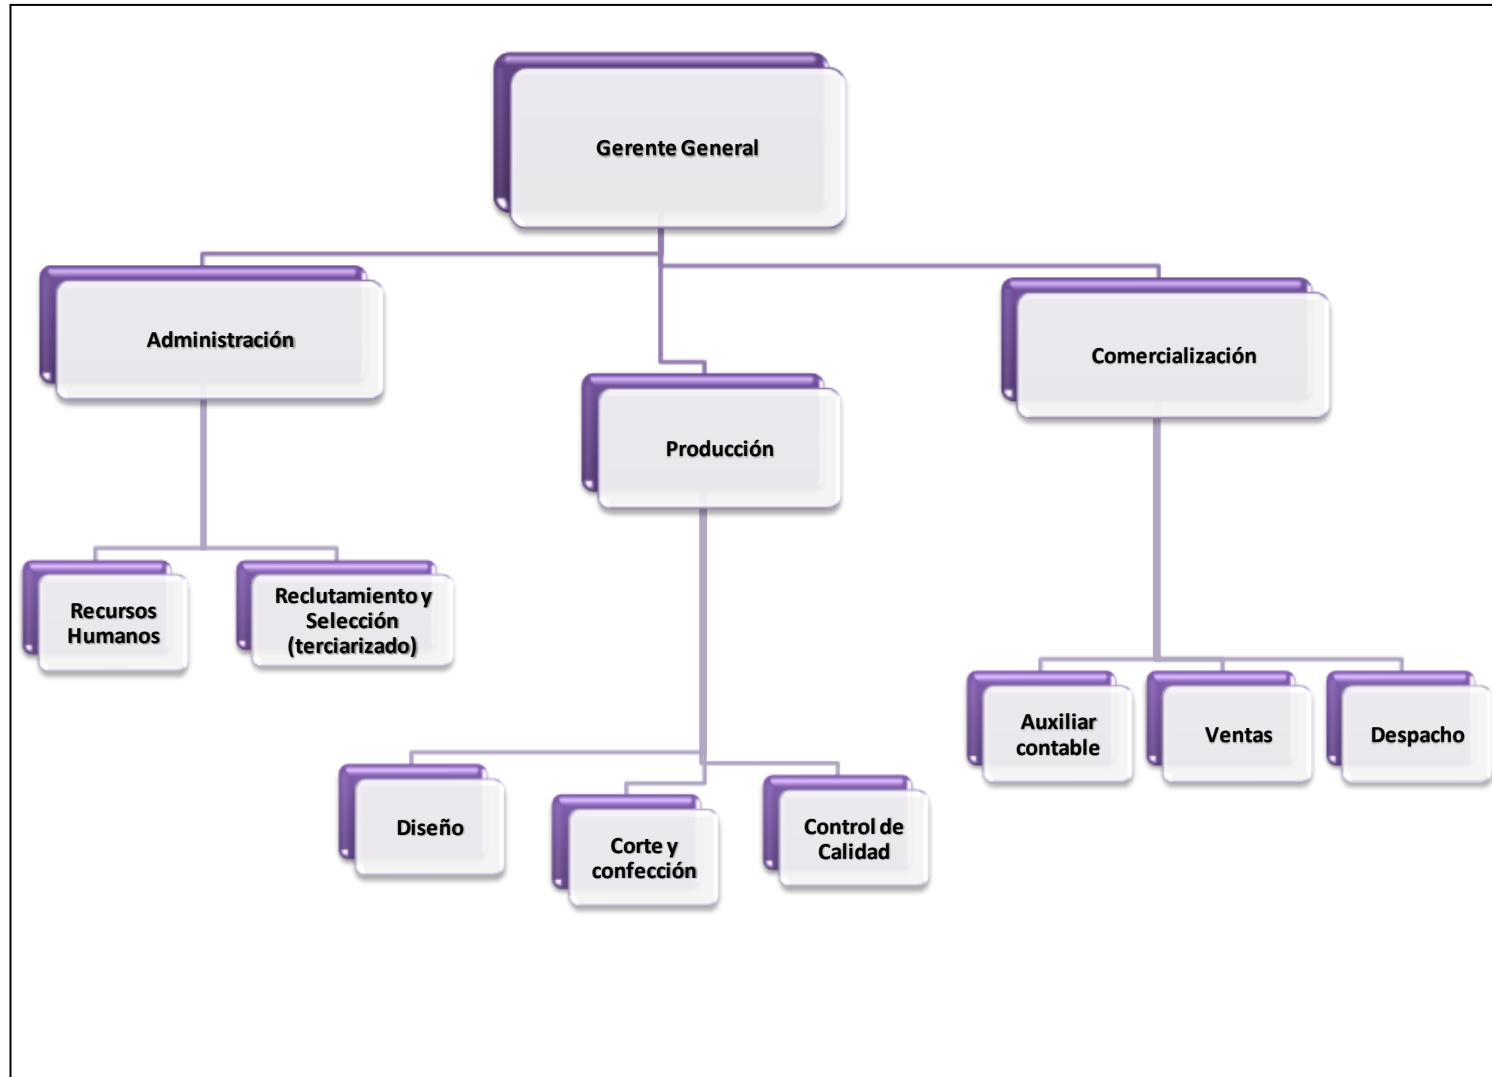 Gerente General
Administración
Comercialización
Producción
Recursos
Humanos
Reclutamiento y
Selección
(terciarizado)
Auxiliar
contable
Ventas
Despacho
Diseño
Corte y
confección
Control de
Calidad